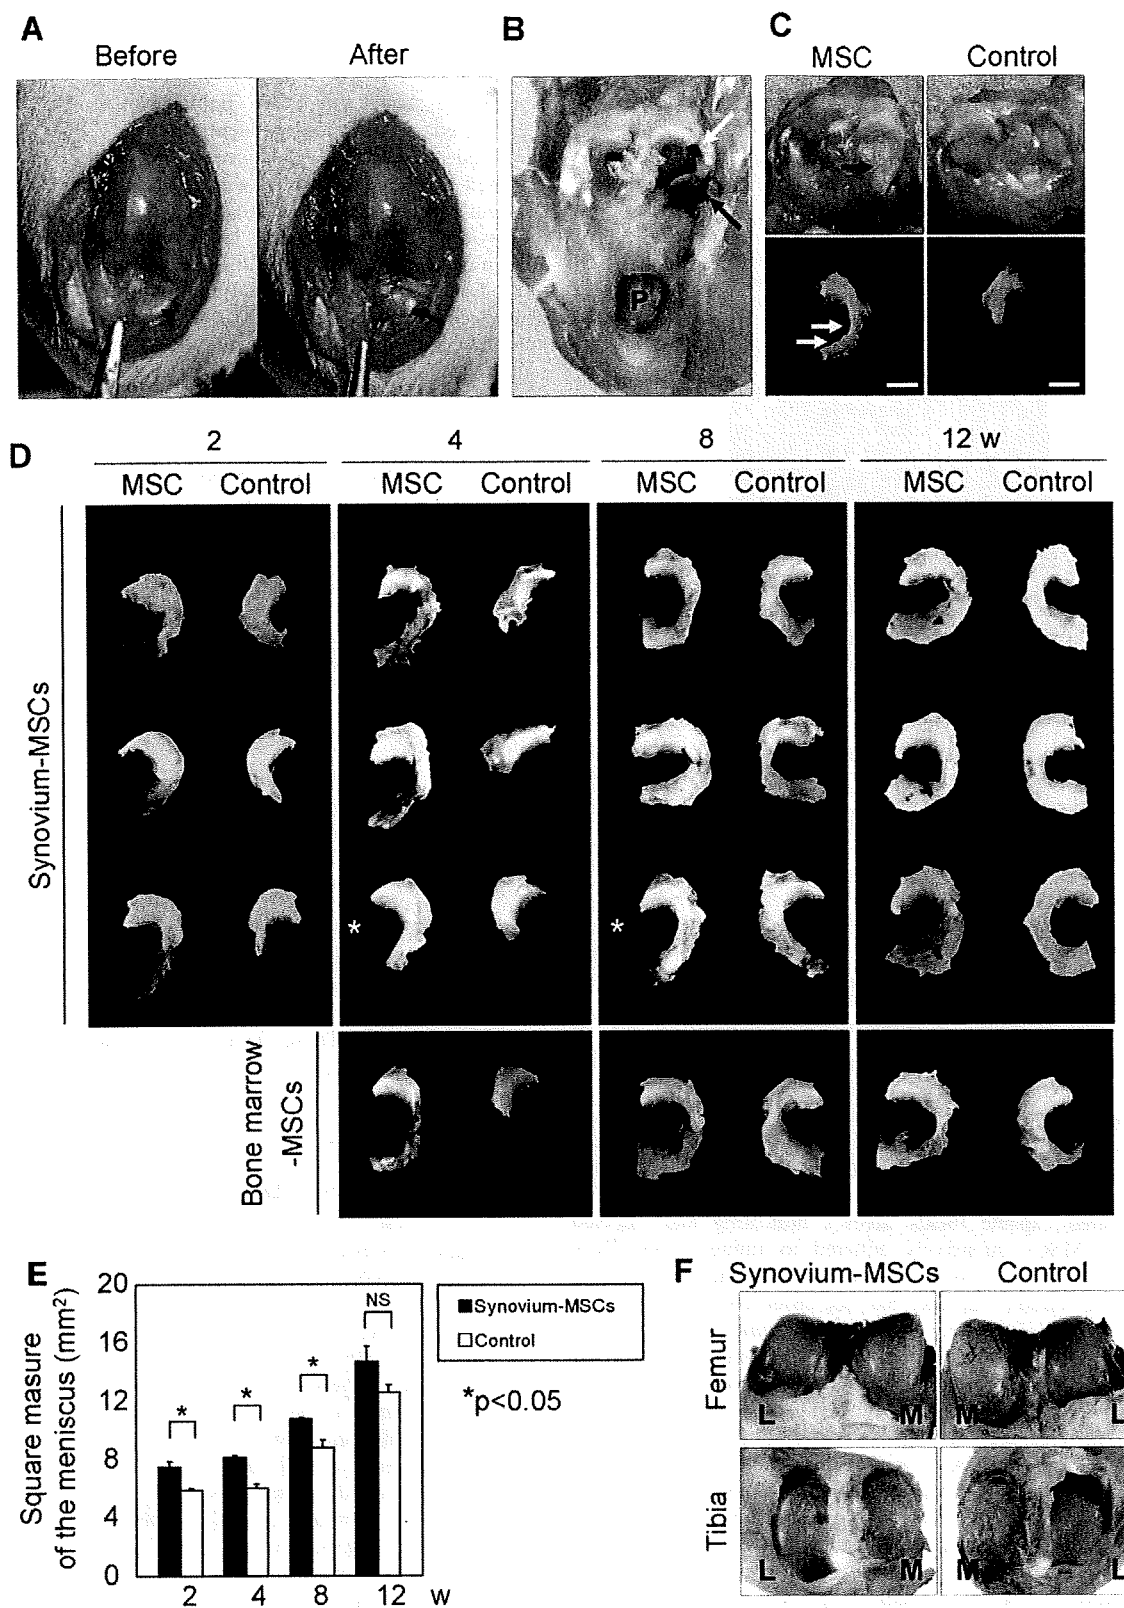 A
Before
After
B
P
C
MSC
Control
D
2
4
8
12 w
MSC
Control
MSC
Control
MSC
Control
MSC
Control
Synovium-MSCs
*
*
Bone marrow
-MSCs
E
Square masure
of the meniscus (mm²)
20
16
12
8
4
0
*
*
*
NS
2
4
8
12
w
Synovium-MSCs
Control
*p<0.05
F
Synovium-MSCs
Control
Femur
L
M
M
L
Tibia
L
M
M
L